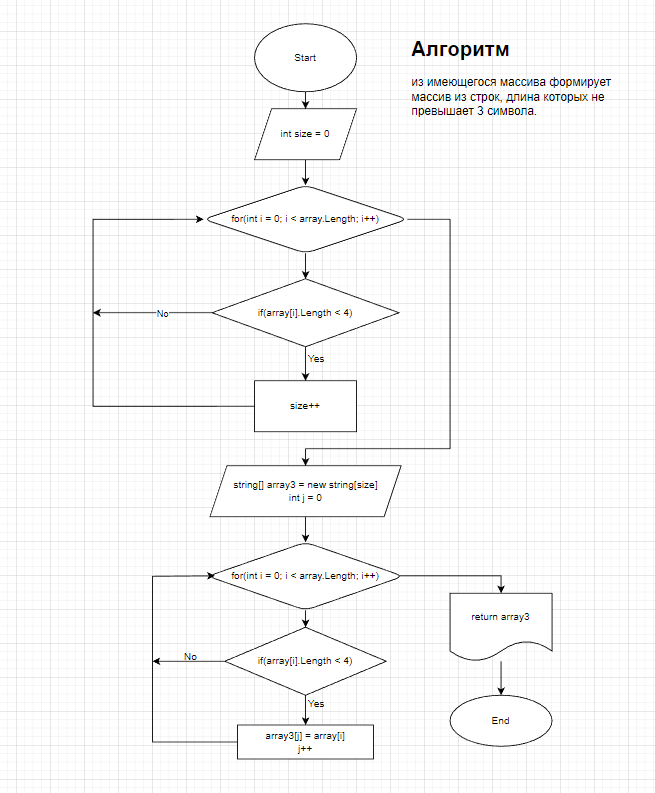 Алгоритм
из имеющегося массива формирует
массив из строк, длина которых не
превышает 3 символа.
Start
int size = 0
for(int i = 0; i < array.Length; i++)
if(array[i].Length < 4)
No
Yes
size++
string[] array3 = new string[size]
int j = 0
for(int i = 0; i < array.Length; i++)
return array3
if(array[i].Length < 4)
No
Yes
End
array3[j] = array[i]
j++